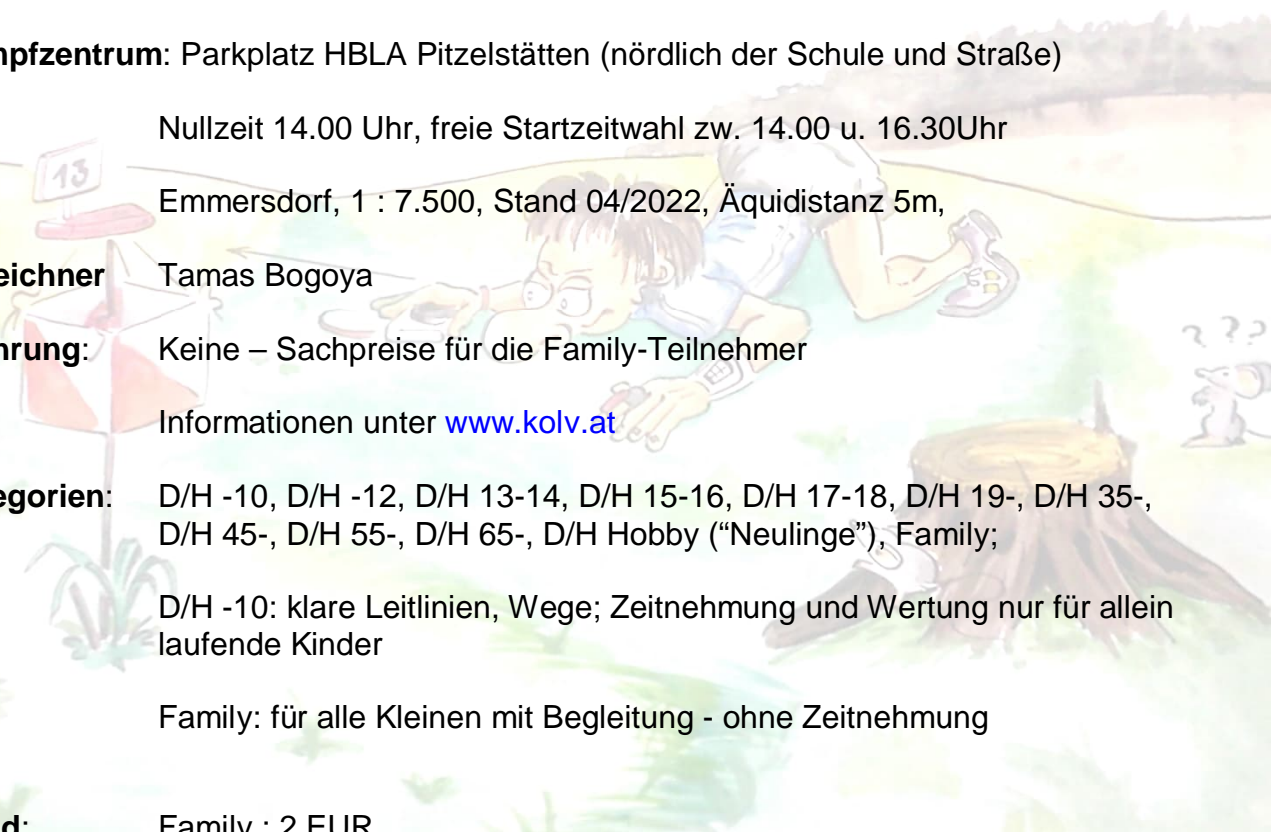 mpfzentrum: Parkplatz HBLA Pitzelstätten (nördlich der Schule und Straße)
Nullzeit 14.00 Uhr, freie Startzeitwahl zw. 14.00 u. 16.30Uhr
Emmersdorf, 1 : 7.500, Stand 04/2022, Äquidistanz 5m,
13
eichner Tamas Bogoya
hrung: Keine – Sachpreise für die Family-Teilnehmer
???
Informationen unter www.kolv.at
egorien: D/H -10, D/H -12, D/H 13-14, D/H 15-16, D/H 17-18, D/H 19-, D/H 35-,
D/H 45-, D/H 55-, D/H 65-, D/H Hobby (“Neulinge”), Family;
D/H -10: klare Leitlinien, Wege; Zeitnehmung und Wertung nur für allein
laufende Kinder
Family: für alle Kleinen mit Begleitung - ohne Zeitnehmung
d: Family : 2 EUR